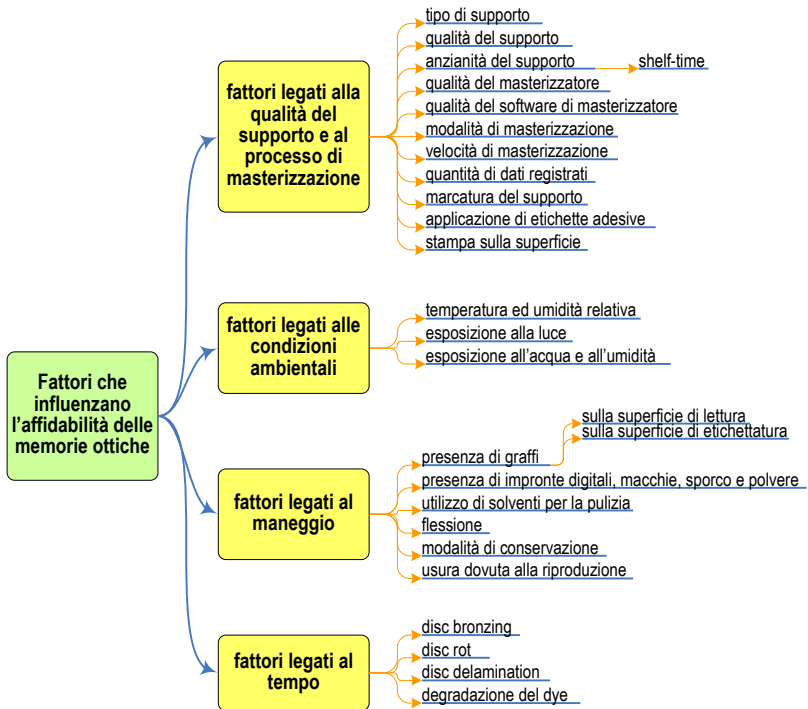 Fattori che
influenzano
l'affidabilità delle
memorie ottiche
fattori legati alla
qualità del
supporto e al
processo di
masterizzazione
tipo di supporto
qualità del supporto
anzianità del supporto
shelf-time
qualità del masterizzatore
qualità del software di masterizzatore
modalità di masterizzazione
velocità di masterizzazione
quantità di dati registrati
marcatura del supporto
applicazione di etichette adesive
stampa sulla superficie
fattori legati alle
condizioni
ambientali
temperatura ed umidità relativa
esposizione alla luce
esposizione all'acqua e all'umidità
fattori legati al
maneggio
presenza di graffi
sulla superficie di lettura
sulla superficie di etichettatura
presenza di impronte digitali, macchie, sporco e polvere
utilizzo di solventi per la pulizia
flessione
modalità di conservazione
usura dovuta alla riproduzione
fattori legati al
tempo
disc bronzing
disc rot
disc delamination
degradazione del dye